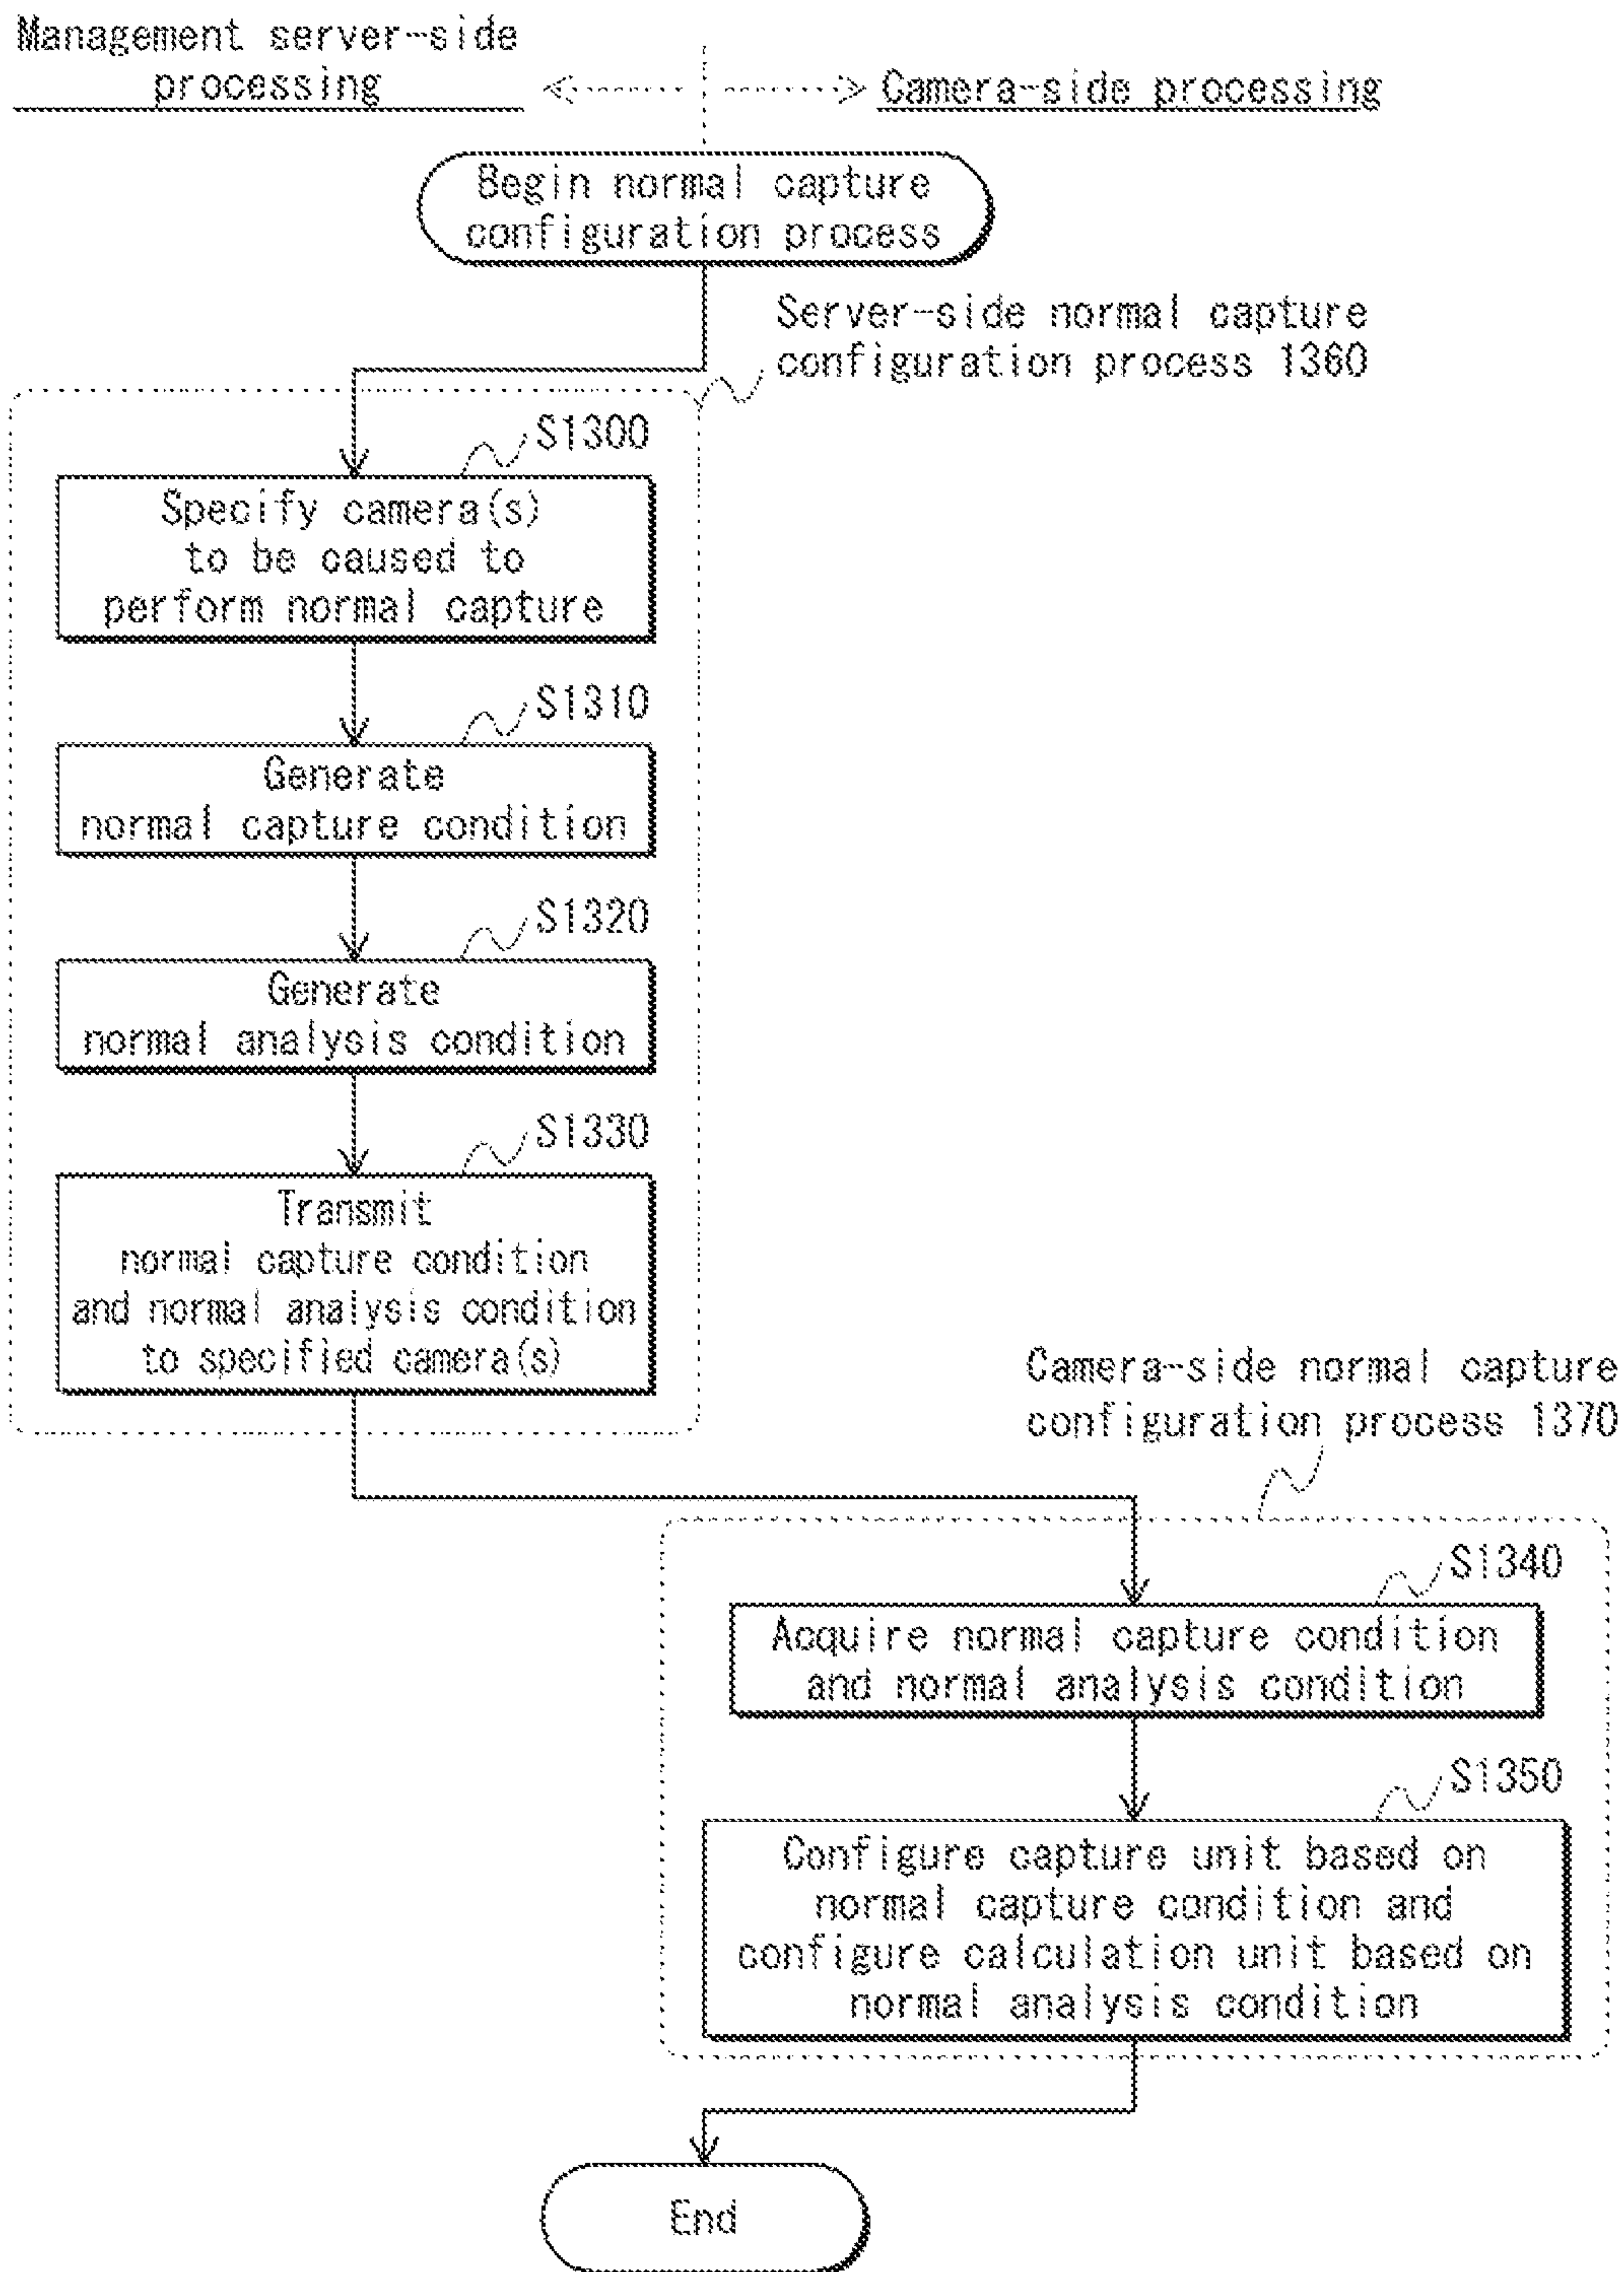 Management server-side
processing
Camera-side processing
Begin normal capture
configuration process
Server-side normal capture
configuration process 1360
S1300
Specify camera(s)
to be caused to
perform normal capture
S1310
Generate
normal capture condition
S1320
Generate
normal analysis condition
S1330
Transmit
normal capture condition
and normal analysis condition
to specified camera(s)
Camera-side normal capture
configuration process 1370
S1340
Acquire normal capture condition
and normal analysis condition
S1350
Configure capture unit based on
normal capture condition and
configure calculation unit based on
normal analysis condition
End